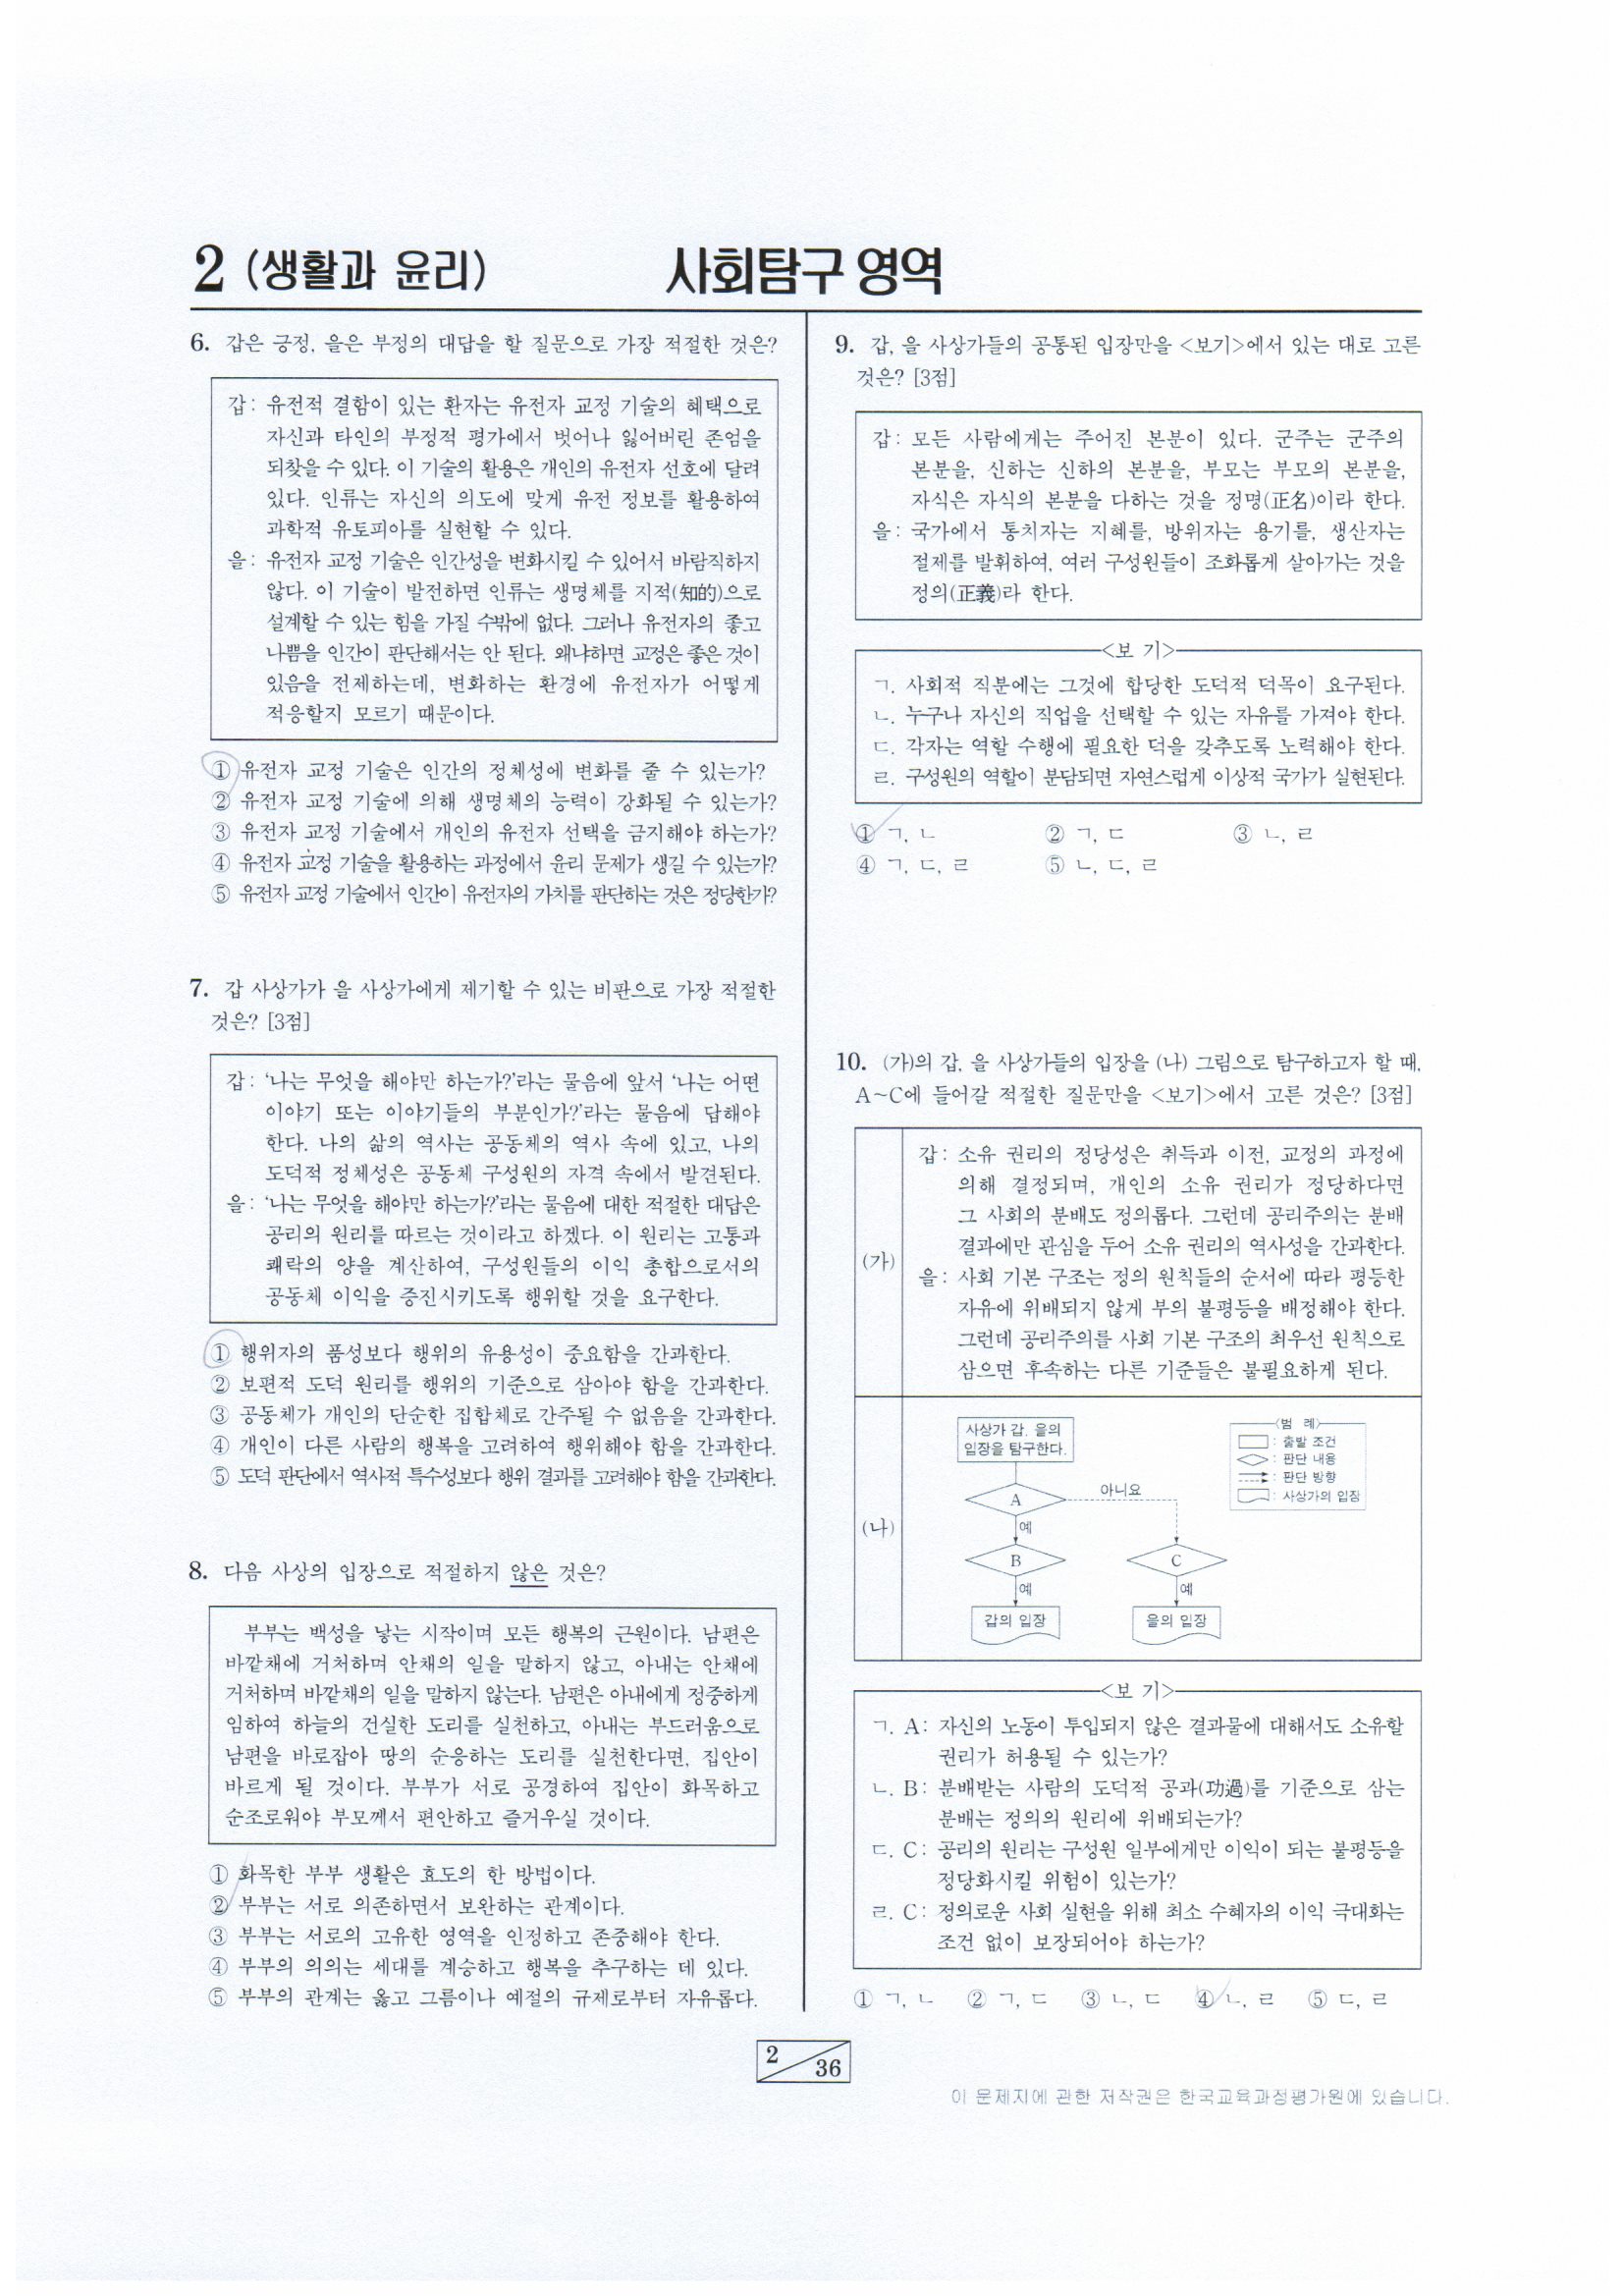 2 (생활과 윤리)
사회탐구 영역
6. 갑은 긍정, 을은 부정의 대답을 할 질문으로 가장 적절한 것은?
갑: 유전적 결함이 있는 환자는 유전자 교정 기술의 혜택으로
자신과 타인의 부정적 평가에서 벗어나 잃어버린 존엄을
되찾을 수 있다. 이 기술의 활용은 개인의 유전자 선호에 달려
있다. 인류는 자신의 의도에 맞게 유전 정보를 활용하여
과학적 유토피아를 실현할 수 있다.
을: 유전자 교정 기술은 인간성을 변화시킬 수 있어서 바람직하지
않다. 이 기술이 발전하면 인류는 생명체를 지적(知的)으로
설계할 수 있는 힘을 가질 수밖에 없다. 그러나 유전자의 좋고
나쁨을 인간이 판단해서는 안 된다. 왜냐하면 교정은 좋은 것이
있음을 전제하는데, 변화하는 환경에 유전자가 어떻게
적응할지 모르기 때문이다.
① 유전자 교정 기술은 인간의 정체성에 변화를 줄 수 있는가?
② 유전자 교정 기술에 의해 생명체의 능력이 강화될 수 있는가?
③ 유전자 교정 기술에서 개인의 유전자 선택을 금지해야 하는가?
④ 유전자 교정 기술을 활용하는 과정에서 윤리 문제가 생길 수 있는가?
⑤ 유전자 교정 기술에서 인간이 유전자의 가치를 판단하는 것은 정당한가?
7. 갑 사상가가 을 사상가에게 제기할 수 있는 비판으로 가장 적절한
것은? [3점]
갑: '나는 무엇을 해야만 하는가?'라는 물음에 앞서 '나는 어떤
이야기 또는 이야기들의 부분인가?'라는 물음에 답해야
한다. 나의 삶의 역사는 공동체의 역사 속에 있고, 나의
도덕적 정체성은 공동체 구성원의 자격 속에서 발견된다.
을: '나는 무엇을 해야만 하는가?'라는 물음에 대한 적절한 대답은
공리의 원리를 따르는 것이라고 하겠다. 이 원리는 고통과
쾌락의 양을 계산하여, 구성원들의 이익 총합으로서의
공동체 이익을 증진시키도록 행위할 것을 요구한다.
① 행위자의 품성보다 행위의 유용성이 중요함을 간과한다.
② 보편적 도덕 원리를 행위의 기준으로 삼아야 함을 간과한다.
③ 공동체가 개인의 단순한 집합체로 간주될 수 없음을 간과한다.
④ 개인이 다른 사람의 행복을 고려하여 행위해야 함을 간과한다.
⑤ 도덕 판단에서 역사적 특수성보다 행위 결과를 고려해야 함을 간과한다.
8. 다음 사상의 입장으로 적절하지 않은 것은?
부부는 백성을 낳는 시작이며 모든 행복의 근원이다. 남편은
바깥채에 거처하며 안채의 일을 말하지 않고, 아내는 안채에
거처하며 바깥채의 일을 말하지 않는다. 남편은 아내에게 정중하게
임하여 하늘의 건실한 도리를 실천하고, 아내는 부드러움으로
남편을 바로잡아 땅의 순응하는 도리를 실천한다면, 집안이
바르게 될 것이다. 부부가 서로 공경하여 집안이 화목하고
순조로워야 부모께서 편안하고 즐거우실 것이다.
① 화목한 부부 생활은 효도의 한 방법이다.
② 부부는 서로 의존하면서 보완하는 관계이다.
③ 부부는 서로의 고유한 영역을 인정하고 존중해야 한다.
④ 부부의 의의는 세대를 계승하고 행복을 추구하는 데 있다.
⑤ 부부의 관계는 옳고 그름이나 예절의 규제로부터 자유롭다.
9. 갑, 을 사상가들의 공통된 입장만을 <보기>에서 있는 대로 고른
것은? [3점]
갑: 모든 사람에게는 주어진 본분이 있다. 군주는 군주의
본분을, 신하는 신하의 본분을, 부모는 부모의 본분을,
자식은 자식의 본분을 다하는 것을 정명(正名)이라 한다.
을: 국가에서 통치자는 지혜를, 방위자는 용기를, 생산자는
절제를 발휘하여, 여러 구성원들이 조화롭게 살아가는 것을
정의(正義)라 한다.
<보 기>
ㄱ. 사회적 직분에는 그것에 합당한 도덕적 덕목이 요구된다.
ㄴ. 누구나 자신의 직업을 선택할 수 있는 자유를 가져야 한다.
ㄷ. 각자는 역할 수행에 필요한 덕을 갖추도록 노력해야 한다.
ㄹ. 구성원의 역할이 분담되면 자연스럽게 이상적 국가가 실현된다.
① ㄱ, ㄴ ② ㄱ, ㄷ ③ ㄴ, ㄹ
④ ㄱ, ㄷ, ㄹ ⑤ ㄴ, ㄷ, ㄹ
10. (가)의 갑, 을 사상가들의 입장을 (나) 그림으로 탐구하고자 할 때,
A~C에 들어갈 적절한 질문만을 <보기>에서 고른 것은? [3점]
(가)
갑: 소유 권리의 정당성은 취득과 이전, 교정의 과정에
의해 결정되며, 개인의 소유 권리가 정당하다면
그 사회의 분배도 정의롭다. 그런데 공리주의는 분배
결과에만 관심을 두어 소유 권리의 역사성을 간과한다.
을: 사회 기본 구조는 정의 원칙들의 순서에 따라 평등한
자유에 위배되지 않게 부의 불평등을 배정해야 한다.
그런데 공리주의를 사회 기본 구조의 최우선 원칙으로
삼으면 후속하는 다른 기준들은 불필요하게 된다.
(나)
사상가 갑, 을의
입장을 탐구한다.
<범 례>
: 출발 조건
: 판단 내용
: 판단 방향
: 사상가의 입장
A
아니요
예
B
C
예
예
갑의 입장
을의 입장
<보 기>
ㄱ. A: 자신의 노동이 투입되지 않은 결과물에 대해서도 소유할
권리가 허용될 수 있는가?
ㄴ. B: 분배받는 사람의 도덕적 공과(功過)를 기준으로 삼는
분배는 정의의 원리에 위배되는가?
ㄷ. C: 공리의 원리는 구성원 일부에게만 이익이 되는 불평등을
정당화시킬 위험이 있는가?
ㄹ. C: 정의로운 사회 실현을 위해 최소 수혜자의 이익 극대화는
조건 없이 보장되어야 하는가?
① ㄱ, ㄴ ② ㄱ, ㄷ ③ ㄴ, ㄷ ④ ㄴ, ㄹ ⑤ ㄷ, ㄹ
2
36
이 문제지에 관한 저작권은 한국교육과정평가원에 있습니다.